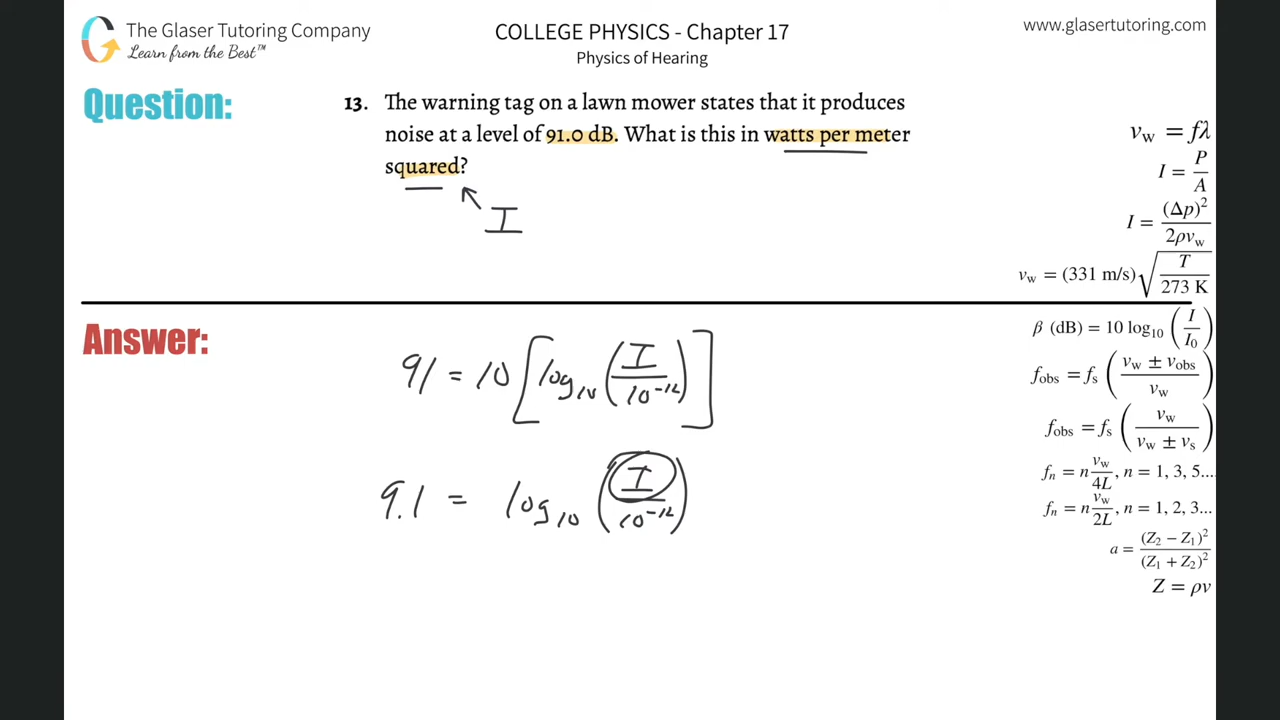 The Glaser Tutoring Company
Learn from the Best™
COLLEGE PHYSICS - Chapter 17
Physics of Hearing
www.glasertutoring.com
Question:
13. The warning tag on a lawn mower states that it produces
noise at a level of 91.0 dB. What is this in watts per meter
squared?
I
v_w = fλ
I = P/A
I = (Δp)²/2ρv_w
v_w = (331 m/s)√(T/273 K)
Answer:
91 = 10 [log₁₀ (I/10⁻¹²)]
9.1 = log₁₀ (I/10⁻¹²)
β (dB) = 10 log₁₀ (I/I₀)
f_obs = f_s (v_w ± v_obs / v_w)
f_obs = f_s (v_w / v_w ± v_s)
f_n = n v_w/4L, n = 1, 3, 5...
f_n = n v_w/2L, n = 1, 2, 3...
a = (Z₂ − Z₁)²/(Z₁ + Z₂)²
Z = ρv